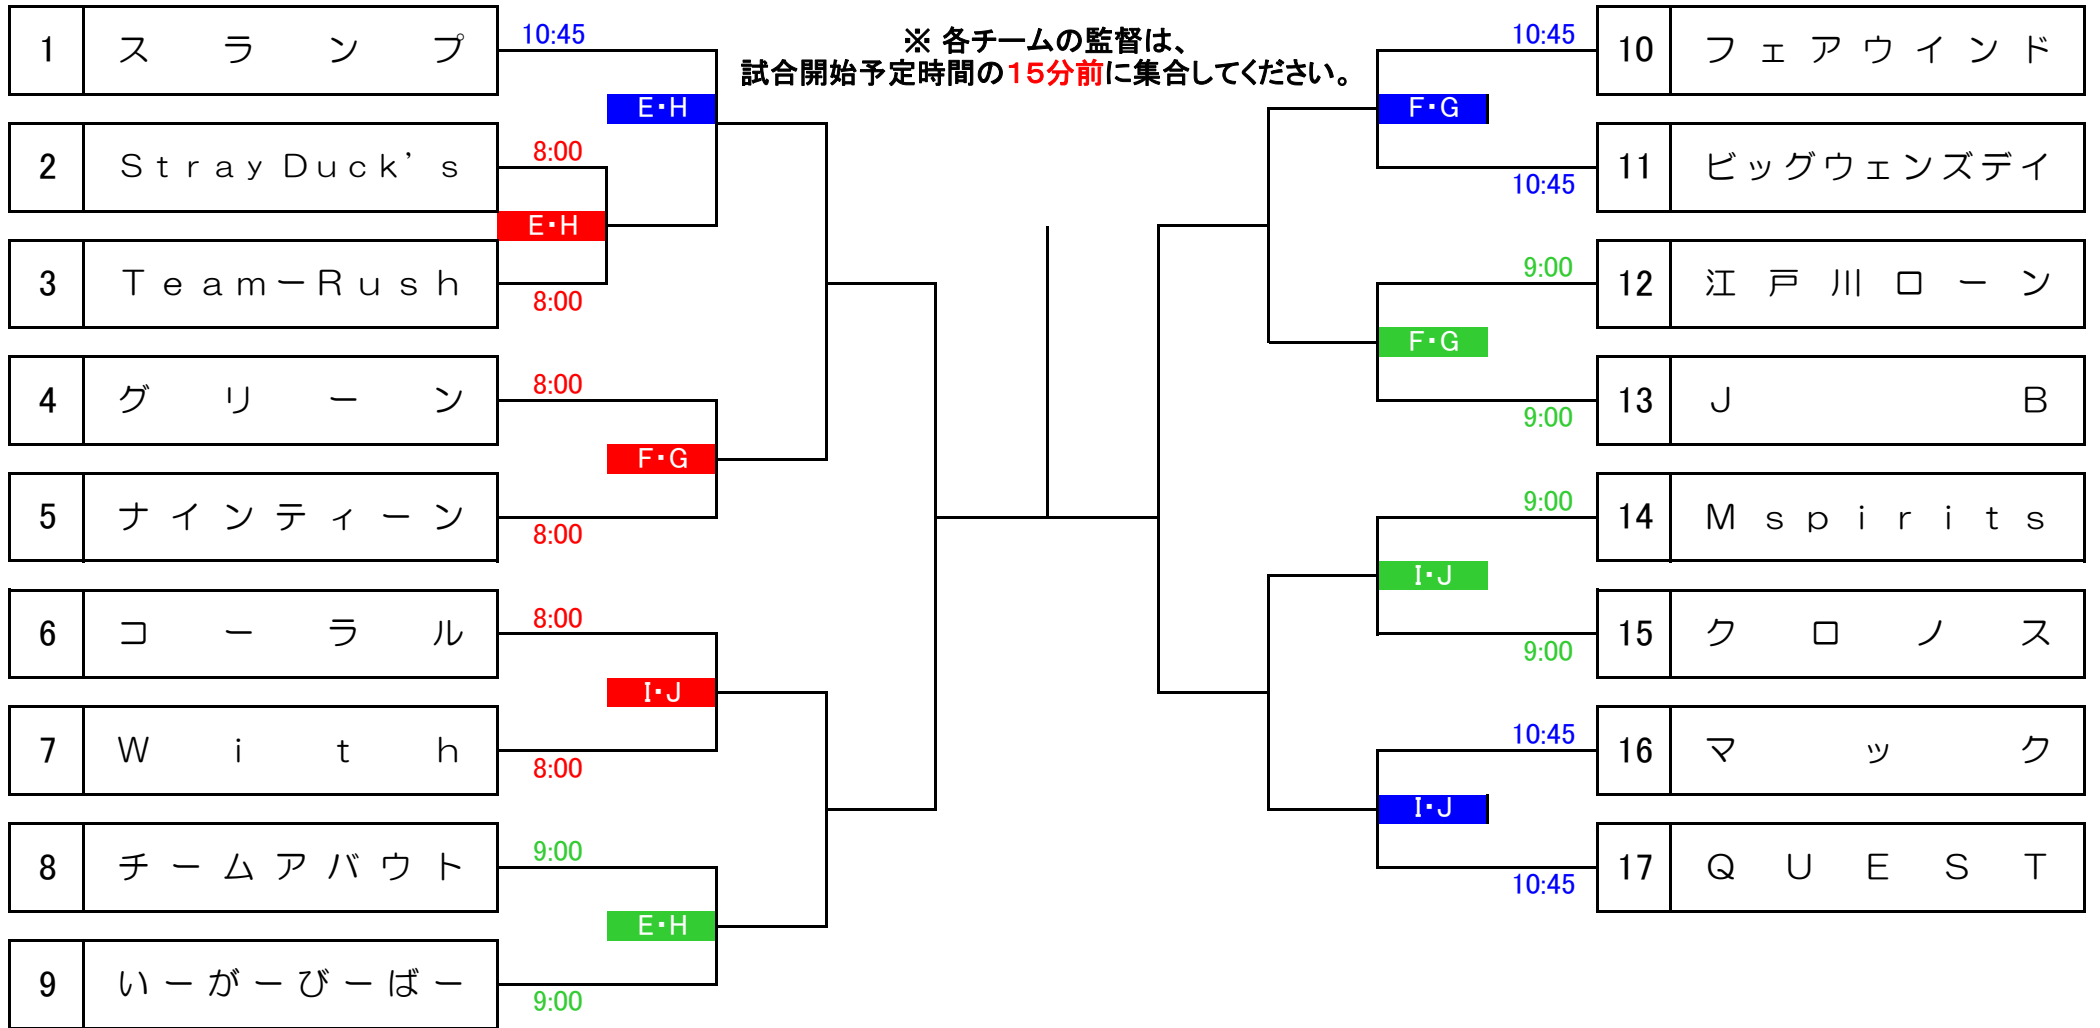 ※ 各チームの監督は、
試合開始予定時間の15分前に集合してください。
1 スランプ 10:45
E・H
2 Stray Duck's 8:00
E・H
3 Team－Rush 8:00
4 グリーン 8:00
F・G
5 ナインティーン 8:00
6 コーラル 8:00
I・J
7 With 8:00
8 チームアバウト 9:00
E・H
9 いーがーびーばー 9:00
10:45 10 フェアウインド
F・G
10:45 11 ビッグウェンズデイ
9:00 12 江戸川ローン
F・G
9:00 13 JB
9:00 14 Mspirits
I・J
9:00 15 クロノス
10:45 16 マック
I・J
10:45 17 QUEST